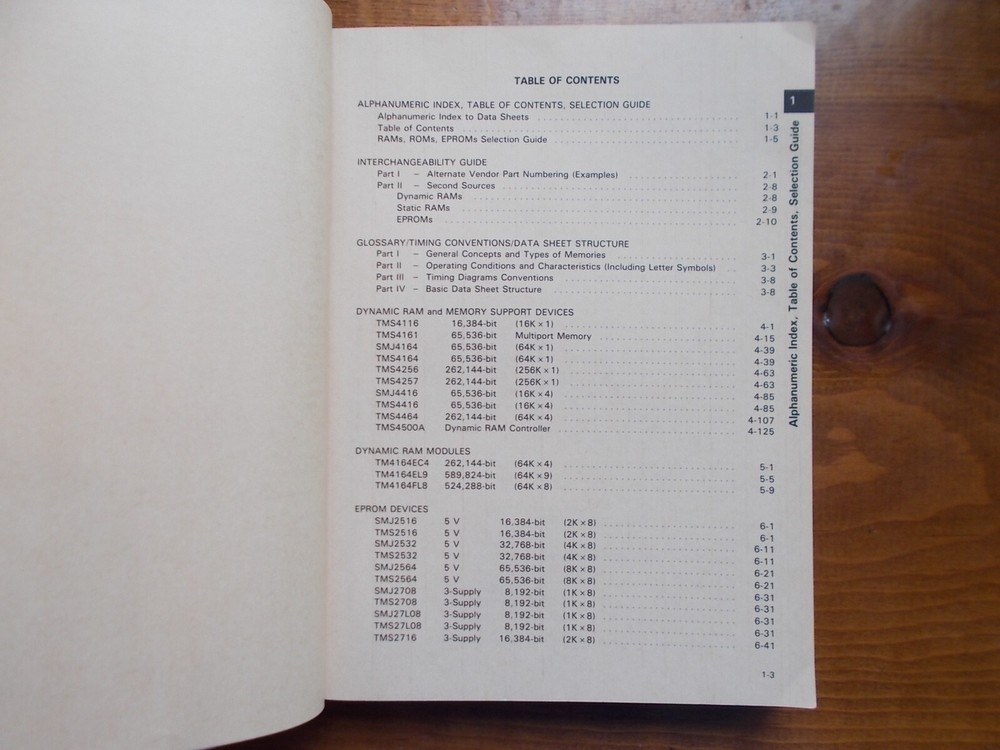 TABLE OF CONTENTS
ALPHANUMERIC INDEX, TABLE OF CONTENTS, SELECTION GUIDE
Alphanumeric Index to Data Sheets 1-1
Table of Contents 1-3
RAMs, ROMs, EPROMs Selection Guide 1-5
INTERCHANGEABILITY GUIDE
Part I – Alternate Vendor Part Numbering (Examples) 2-1
Part II – Second Sources 2-8
Dynamic RAMs 2-8
Static RAMs 2-9
EPROMs 2-10
GLOSSARY/TIMING CONVENTIONS/DATA SHEET STRUCTURE
Part I – General Concepts and Types of Memories 3-1
Part II – Operating Conditions and Characteristics (Including Letter Symbols) 3-3
Part III – Timing Diagrams Conventions 3-8
Part IV – Basic Data Sheet Structure 3-8
DYNAMIC RAM and MEMORY SUPPORT DEVICES
TMS4116 16,384-bit (16K × 1) 4-1
TMS4161 65,536-bit Multiport Memory 4-15
SMJ4164 65,536-bit (64K × 1) 4-39
TMS4164 65,536-bit (64K × 1) 4-39
TMS4256 262,144-bit (256K × 1) 4-63
TMS4257 262,144-bit (256K × 1) 4-63
SMJ4416 65,536-bit (16K × 4) 4-85
TMS4416 65,536-bit (16K × 4) 4-85
TMS4464 262,144-bit (64K × 4) 4-107
TMS4500A Dynamic RAM Controller 4-125
DYNAMIC RAM MODULES
TM4164EC4 262,144-bit (64K × 4) 5-1
TM4164EL9 589,824-bit (64K × 9) 5-5
TM4164FL8 524,288-bit (64K × 8) 5-9
EPROM DEVICES
SMJ2516 5 V 16,384-bit (2K × 8) 6-1
TMS2516 5 V 16,384-bit (2K × 8) 6-1
SMJ2532 5 V 32,768-bit (4K × 8) 6-11
TMS2532 5 V 32,768-bit (4K × 8) 6-11
SMJ2564 5 V 65,536-bit (8K × 8) 6-21
TMS2564 5 V 65,536-bit (8K × 8) 6-21
SMJ2708 3-Supply 8,192-bit (1K × 8) 6-31
TMS2708 3-Supply 8,192-bit (1K × 8) 6-31
SMJ27L08 3-Supply 8,192-bit (1K × 8) 6-31
TMS27L08 3-Supply 8,192-bit (1K × 8) 6-31
TMS2716 3-Supply 16,384-bit (2K × 8) 6-41
1-3
1
Alphanumeric Index, Table of Contents, Selection Guide